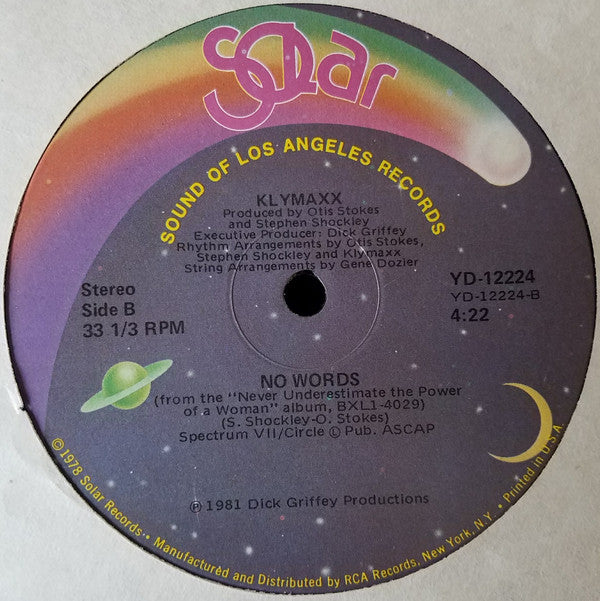 SOLAR
SOUND OF LOS ANGELES RECORDS
KLYMAXX
Produced by Otis Stokes
and Stephen Shockley
Executive Producer: Dick Griffey
Rhythm Arrangements by Otis Stokes,
Stephen Shockley and Klymaxx
String Arrangements by Gene Dozier
Stereo
Side B
33 1/3 RPM
YD-12224
YD-12224-B
4:22
NO WORDS
(from the "Never Underestimate the Power
of a Woman" album, BXL1-4029)
(S. Shockley-O. Stokes)
Spectrum VII/Circle © Pub. ASCAP
℗ 1981 Dick Griffey Productions
© 1978 Solar Records • Manufactured and Distributed by RCA Records, New York, N.Y. • Printed in U.S.A.